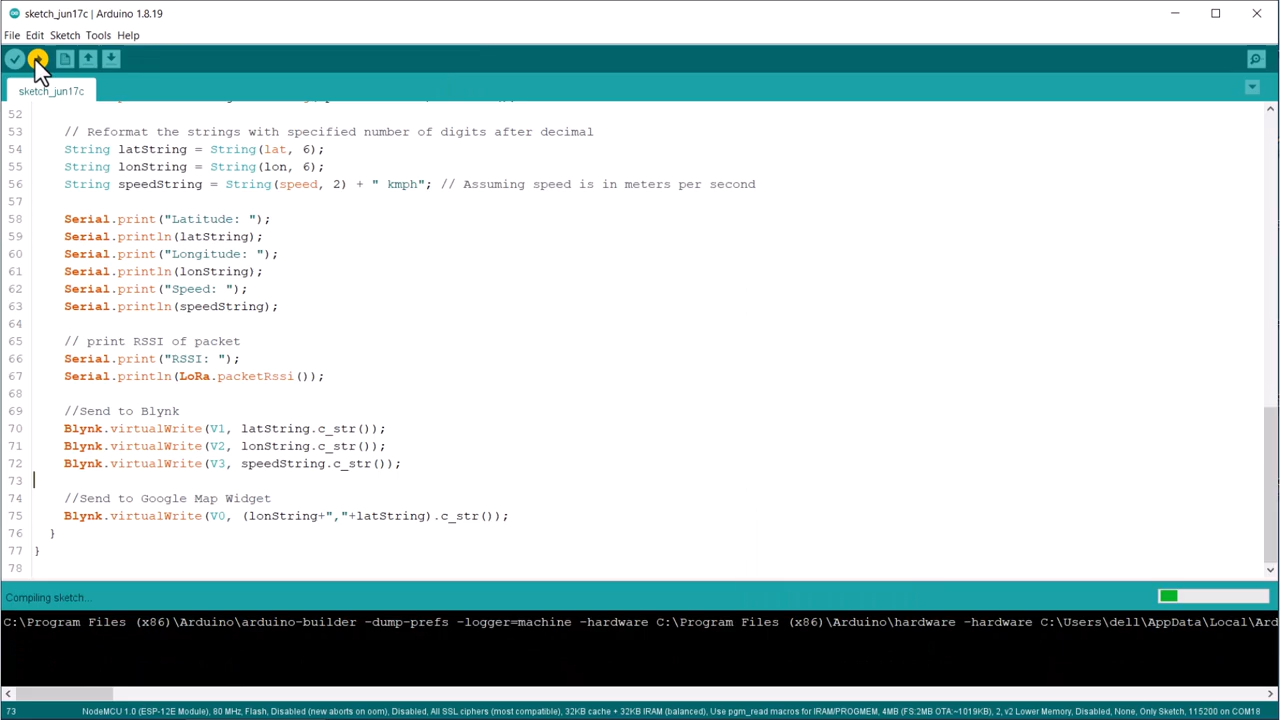 sketch_jun17c | Arduino 1.8.19
File Edit Sketch Tools Help
sketch_jun17c
52
53 // Reformat the strings with specified number of digits after decimal
54 String latString = String(lat, 6);
55 String lonString = String(lon, 6);
56 String speedString = String(speed, 2) + " kmph"; // Assuming speed is in meters per second
57
58 Serial.print("Latitude: ");
59 Serial.println(latString);
60 Serial.print("Longitude: ");
61 Serial.println(lonString);
62 Serial.print("Speed: ");
63 Serial.println(speedString);
64
65 // print RSSI of packet
66 Serial.print("RSSI: ");
67 Serial.println(LoRa.packetRssi());
68
69 //Send to Blynk
70 Blynk.virtualWrite(V1, latString.c_str());
71 Blynk.virtualWrite(V2, lonString.c_str());
72 Blynk.virtualWrite(V3, speedString.c_str());
73
74 //Send to Google Map Widget
75 Blynk.virtualWrite(V0, (lonString+","+latString).c_str());
76 }
77 }
78
Compiling sketch...
C:\Program Files (x86)\Arduino\arduino-builder -dump-prefs -logger=machine -hardware C:\Program Files (x86)\Arduino\hardware -hardware C:\Users\dell\AppData\Local\Ard
73 NodeMCU 1.0 (ESP-12E Module), 80 MHz, Flash, Disabled (new aborts on oom), Disabled, All SSL ciphers (most compatible), 32KB cache + 32KB IRAM (balanced), Use pgm_read macros for IRAM/PROGMEM, 4MB (FS:2MB OTA:~1019KB), 2, v2 Lower Memory, Disabled, None, Only Sketch, 115200 on COM18